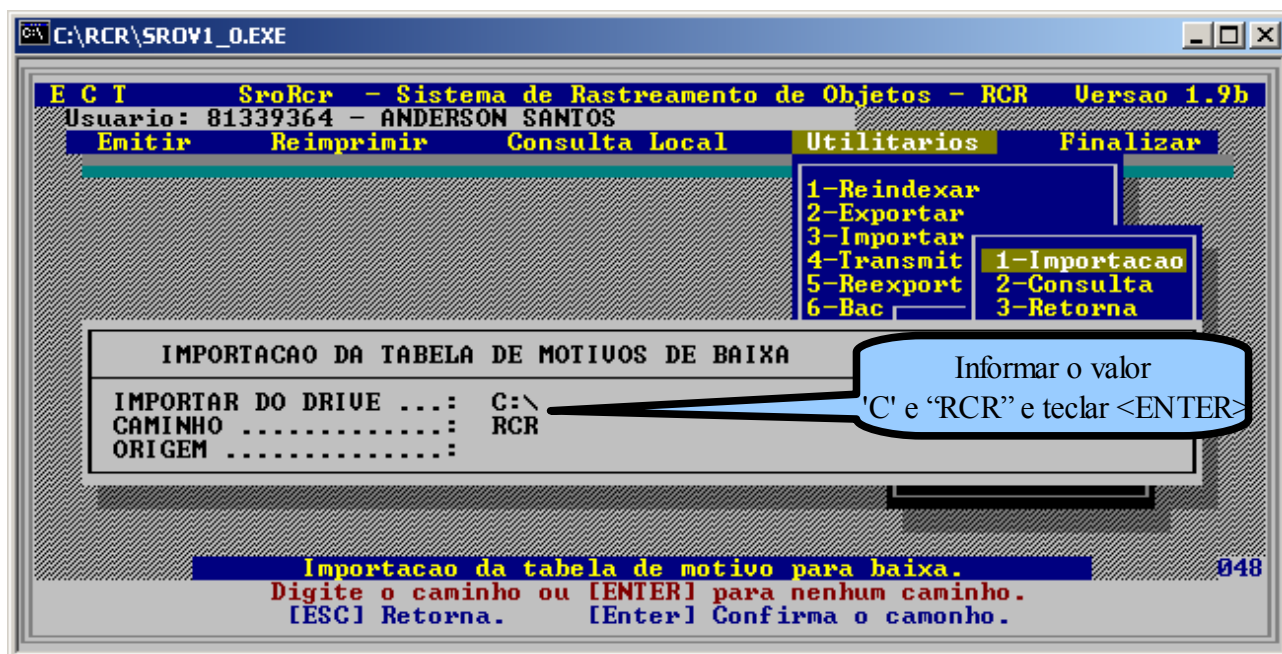 C:\RCR\SROV1_0.EXE
E C T SroRcr - Sistema de Rastreamento de Objetos - RCR Versao 1.9b
Usuario: 81339364 - ANDERSON SANTOS
Emitir Reimprimir Consulta Local Utilitarios Finalizar
1-Reindexar
2-Exportar
3-Importar
4-Transmit 1-Importacao
5-Reexport 2-Consulta
6-Bac 3-Retorna
IMPORTACAO DA TABELA DE MOTIVOS DE BAIXA
Informar o valor
'C' e “RCR” e teclar <ENTER>
IMPORTAR DO DRIVE ...: C:\
CAMINHO .............: RCR
ORIGEM ..............:
Importacao da tabela de motivo para baixa. 048
Digite o caminho ou [ENTER] para nenhum caminho.
[ESC] Retorna. [Enter] Confirma o camonho.